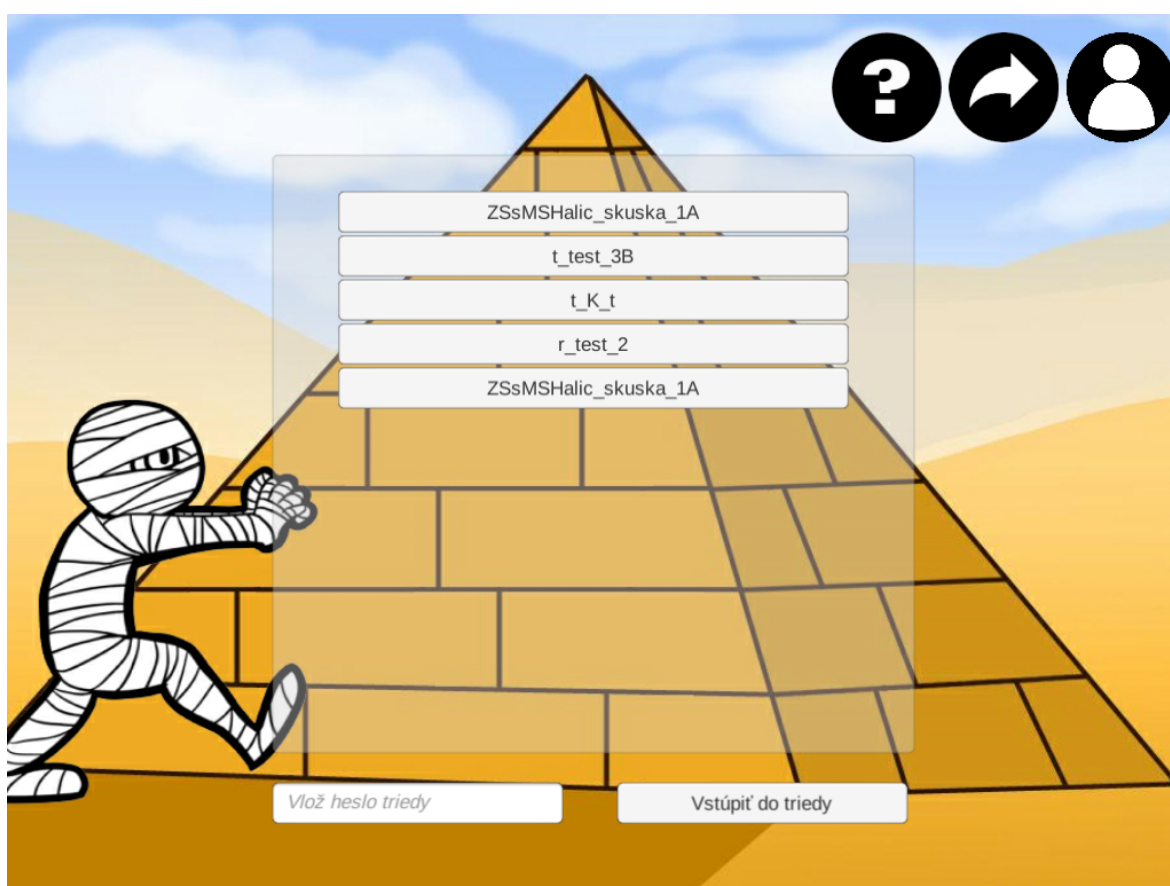 ?
ZSsMSHalic_skuska_1A
t_test_3B
t_K_t
r_test_2
ZSsMSHalic_skuska_1A
Vlož heslo triedy
Vstúpiť do triedy